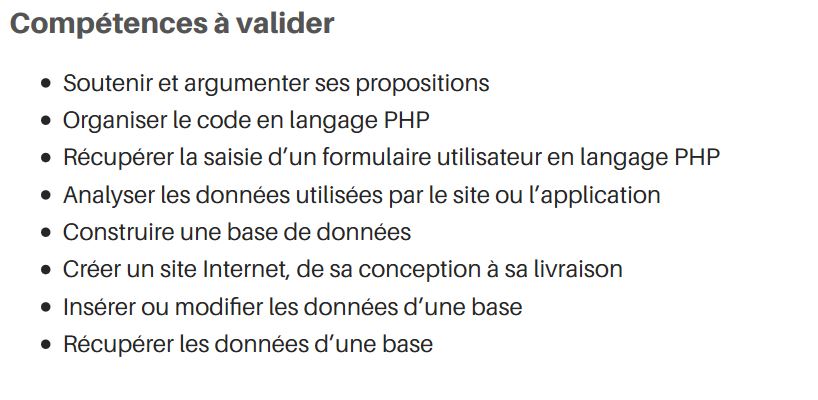 Compétences à valider
• Soutenir et argumenter ses propositions
• Organiser le code en langage PHP
• Récupérer la saisie d’un formulaire utilisateur en langage PHP
• Analyser les données utilisées par le site ou l’application
• Construire une base de données
• Créer un site Internet, de sa conception à sa livraison
• Insérer ou modifier les données d’une base
• Récupérer les données d’une base